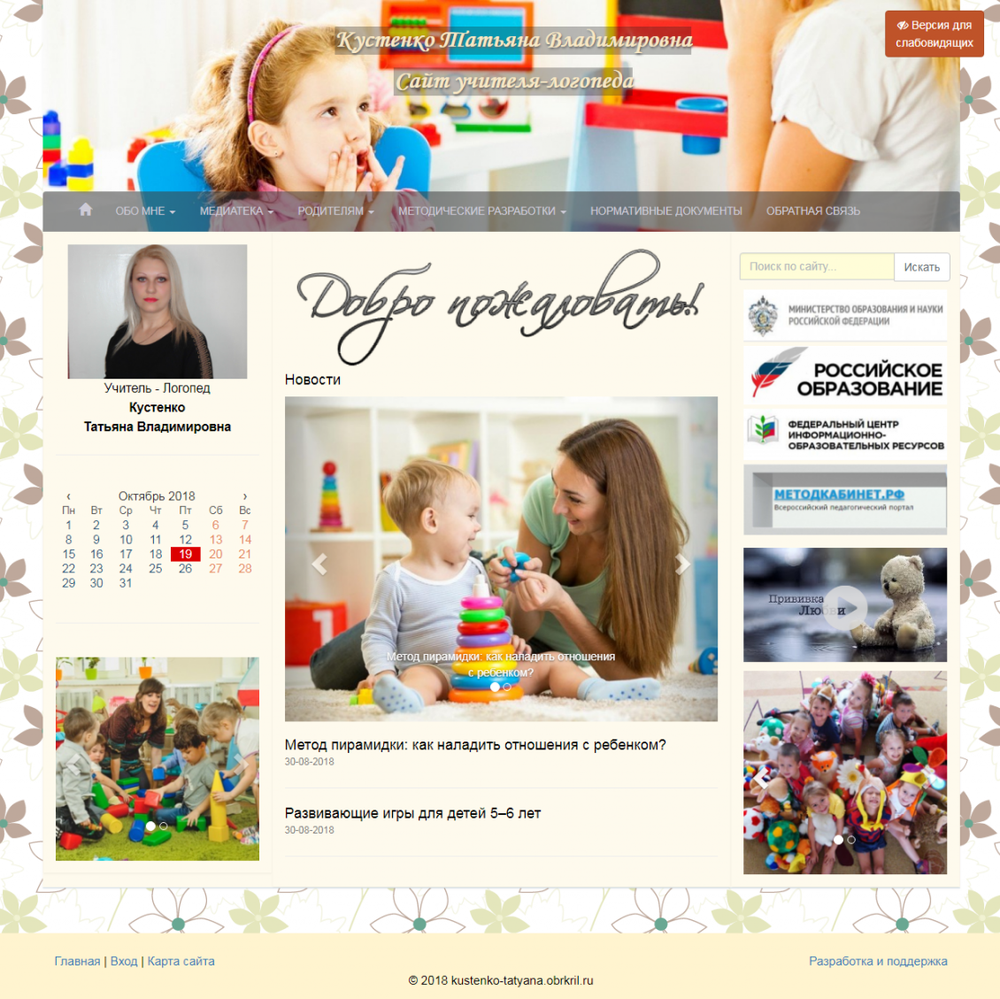 Кустенко Татьяна Владимировна
Сайт учителя-логопеда
Версия для
слабовидящих
ОБО МНЕ
МЕДИАТЕКА
РОДИТЕЛЯМ
МЕТОДИЧЕСКИЕ РАЗРАБОТКИ
НОРМАТИВНЫЕ ДОКУМЕНТЫ
ОБРАТНАЯ СВЯЗЬ
Учитель - Логопед
Кустенко
Татьяна Владимировна
‹ Октябрь 2018 ›
Пн Вт Ср Чт Пт Сб Вс
1 2 3 4 5 6 7
8 9 10 11 12 13 14
15 16 17 18 19 20 21
22 23 24 25 26 27 28
29 30 31
Добро пожаловать!
Новости
Метод пирамидки: как наладить отношения
с ребенком?
Метод пирамидки: как наладить отношения с ребенком?
30-08-2018
Развивающие игры для детей 5–6 лет
30-08-2018
Поиск по сайту...
Искать
МИНИСТЕРСТВО ОБРАЗОВАНИЯ И НАУКИ
РОССИЙСКОЙ ФЕДЕРАЦИИ
РОССИЙСКОЕ
ОБРАЗОВАНИЕ
ФЕДЕРАЛЬНЫЙ ЦЕНТР
ИНФОРМАЦИОННО-
ОБРАЗОВАТЕЛЬНЫХ РЕСУРСОВ
МЕТОДКАБИНЕТ.РФ
Всероссийский педагогический портал
Прививка
Любви
Главная | Вход | Карта сайта
Разработка и поддержка
© 2018 kustenko-tatyana.obrkril.ru